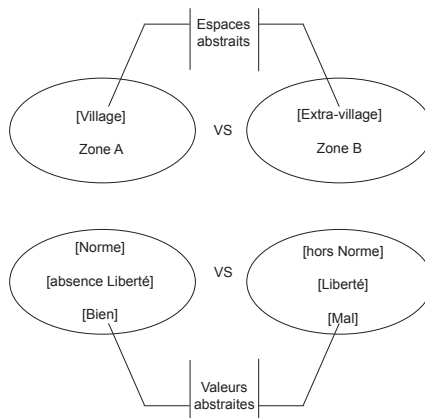 Espaces
abstraits
[Village]
Zone A
VS
[Extra-village]
Zone B
[Norme]
[absence Liberté]
[Bien]
VS
[hors Norme]
[Liberté]
[Mal]
Valeurs
abstraites